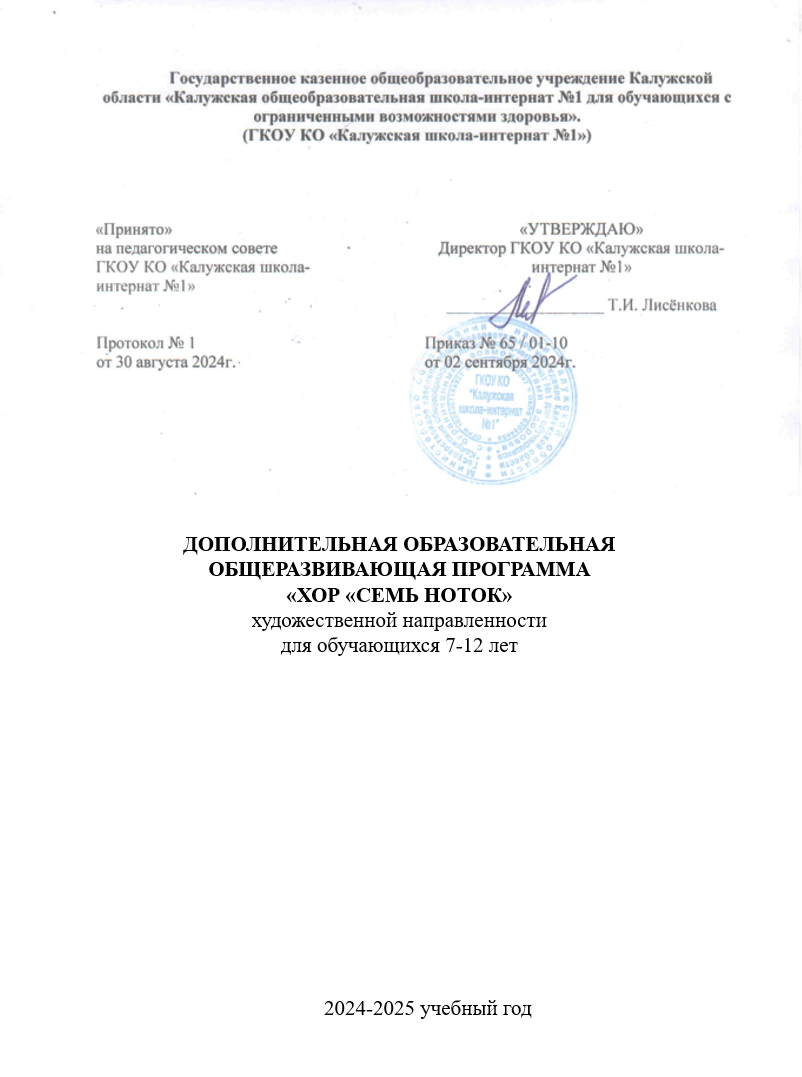 Государственное казенное общеобразовательное учреждение Калужской
области «Калужская общеобразовательная школа-интернат №1 для обучающихся с
ограниченными возможностями здоровья».
(ГКОУ КО «Калужская школа-интернат №1»)
«Принято»
на педагогическом совете
ГКОУ КО «Калужская школа-
интернат №1»
Протокол № 1
от 30 августа 2024г.
«УТВЕРЖДАЮ»
Директор ГКОУ КО «Калужская школа-
интернат №1»
Т.И. Лисёнкова
Приказ № 65 / 01-10
от 02 сентября 2024г.
ГКОУ КО
"Калужская
школа-интернат
№1"
ДОПОЛНИТЕЛЬНАЯ ОБРАЗОВАТЕЛЬНАЯ
ОБЩЕРАЗВИВАЮЩАЯ ПРОГРАММА
«ХОР «СЕМЬ НОТОК»
художественной направленности
для обучающихся 7-12 лет
2024-2025 учебный год